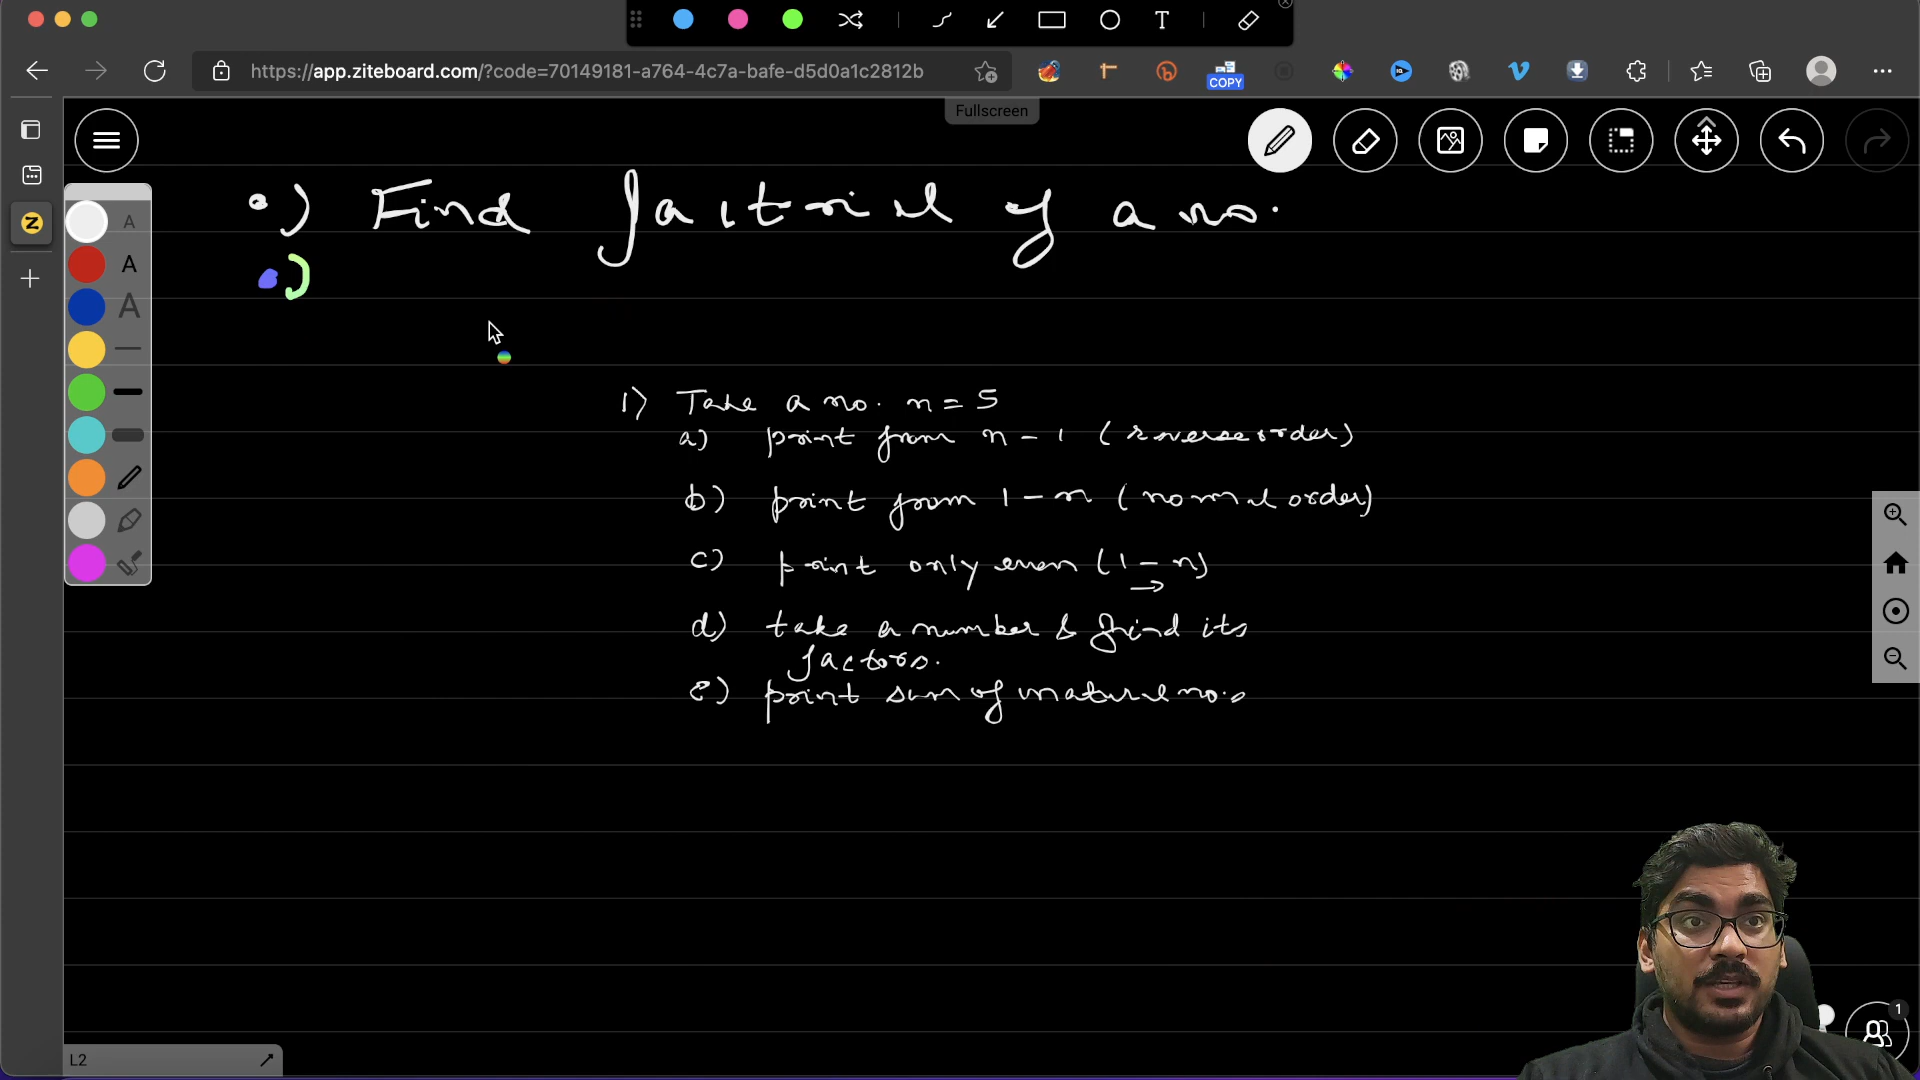 https://app.ziteboard.com/?code=70149181-a764-4c7a-bafe-d5d0a1c2812b
COPY
Fullscreen
•) Find factorial of a no.
•)
1) Take a no. n = 5
a) print from n - 1 (reverse order)
b) print from 1 - n (normal order)
c) print only even (1 - n)
d) take a number & find its
factors.
e) print sum of n natural no.s
A
A
A
T
L2
1